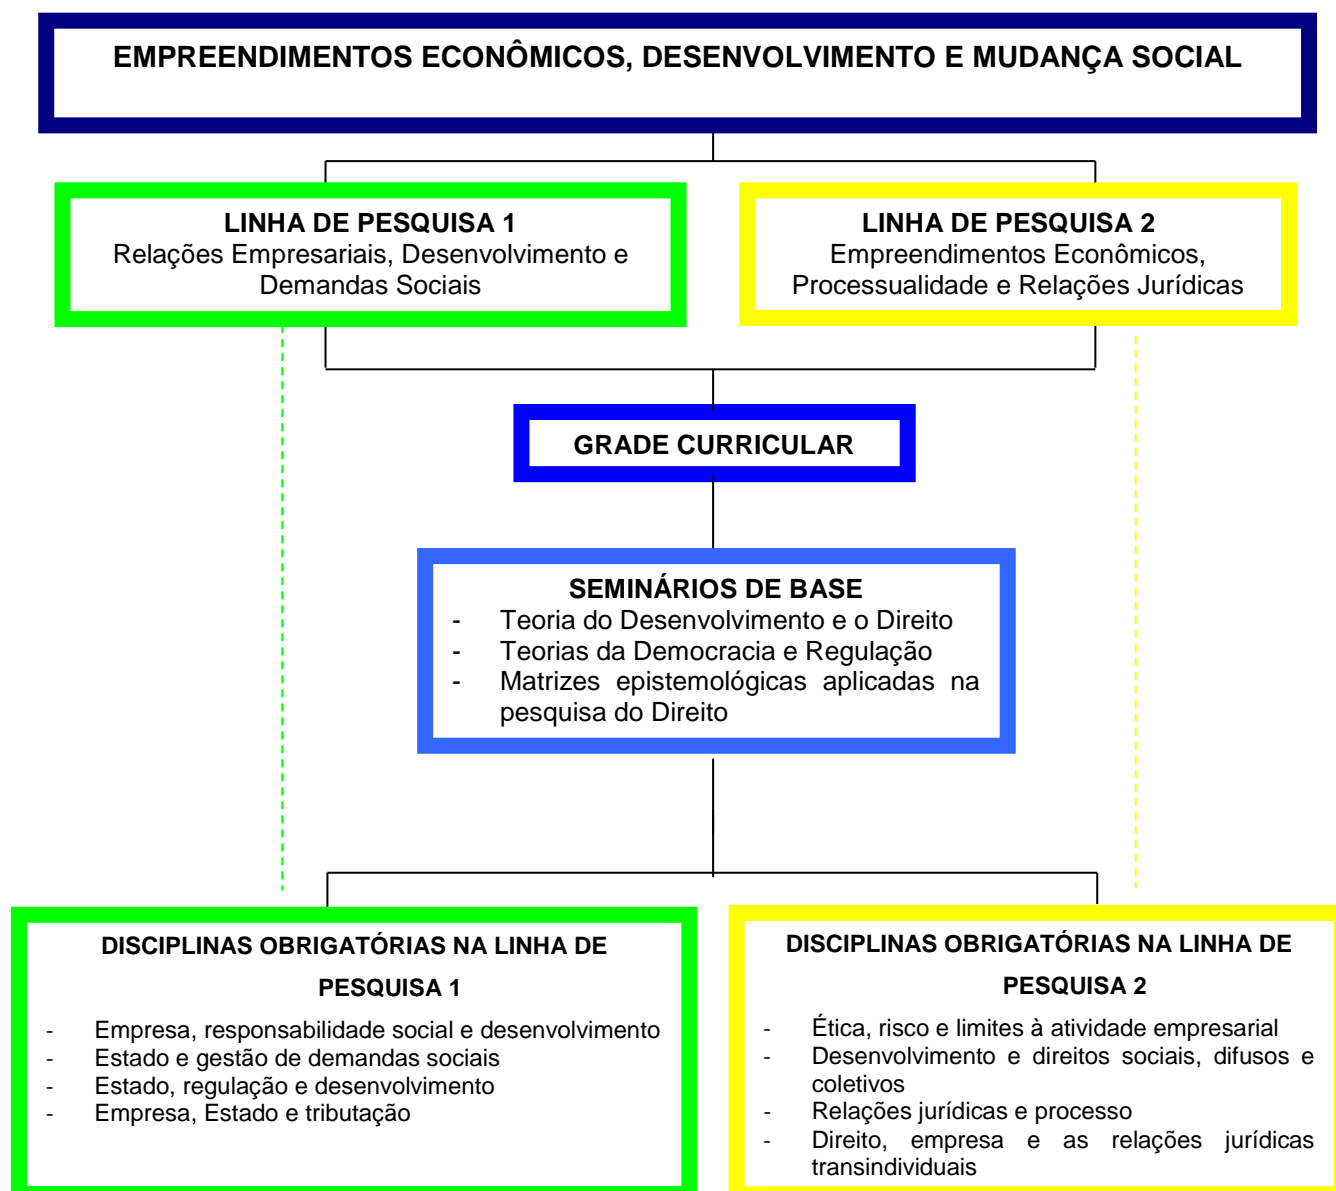 EMPREENDIMENTOS ECONÔMICOS, DESENVOLVIMENTO E MUDANÇA SOCIAL
LINHA DE PESQUISA 1
Relações Empresariais, Desenvolvimento e
Demandas Sociais
LINHA DE PESQUISA 2
Empreendimentos Econômicos,
Processualidade e Relações Jurídicas
GRADE CURRICULAR
SEMINÁRIOS DE BASE
- Teoria do Desenvolvimento e o Direito
- Teorias da Democracia e Regulação
- Matrizes epistemológicas aplicadas na
pesquisa do Direito
DISCIPLINAS OBRIGATÓRIAS NA LINHA DE
PESQUISA 1
- Empresa, responsabilidade social e desenvolvimento
- Estado e gestão de demandas sociais
- Estado, regulação e desenvolvimento
- Empresa, Estado e tributação
DISCIPLINAS OBRIGATÓRIAS NA LINHA DE
PESQUISA 2
- Ética, risco e limites à atividade empresarial
- Desenvolvimento e direitos sociais, difusos e
coletivos
- Relações jurídicas e processo
- Direito, empresa e as relações jurídicas
transindividuais